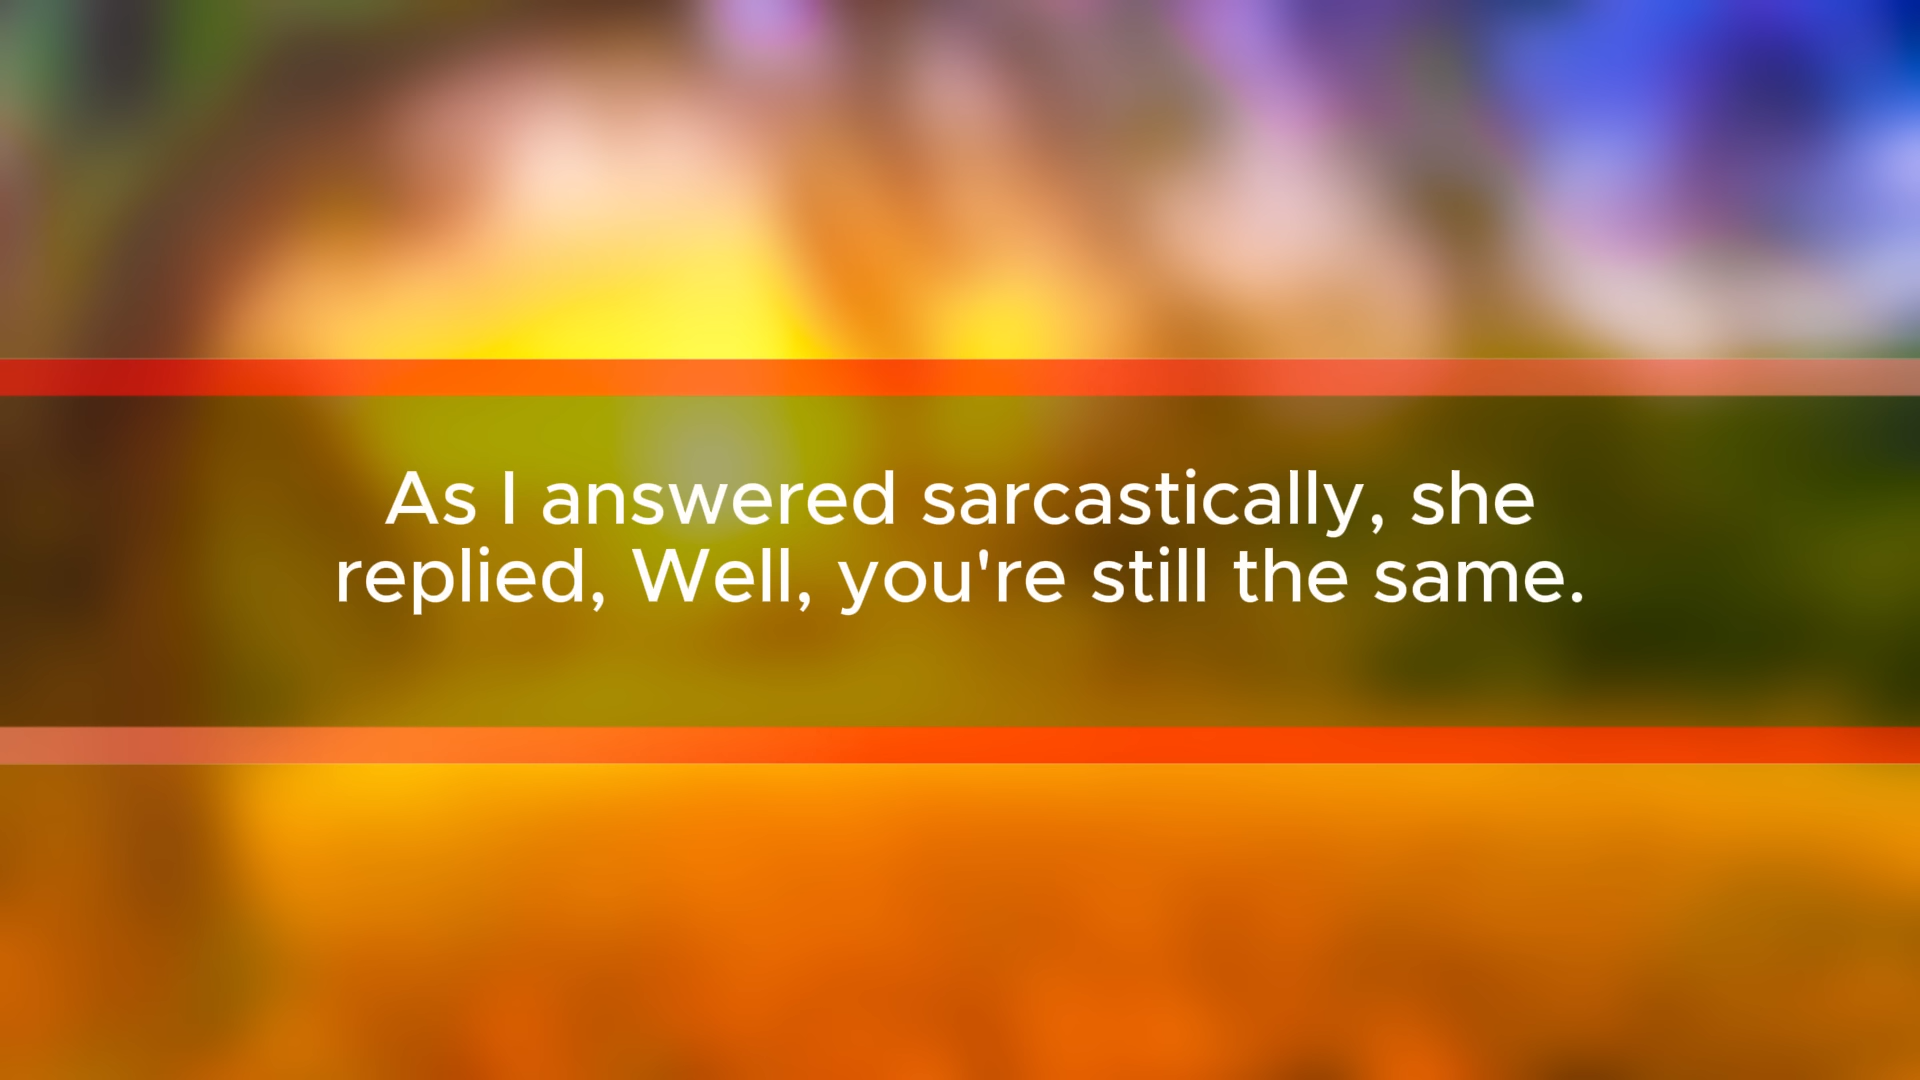 As I answered sarcastically, she
replied, Well, you're still the same.